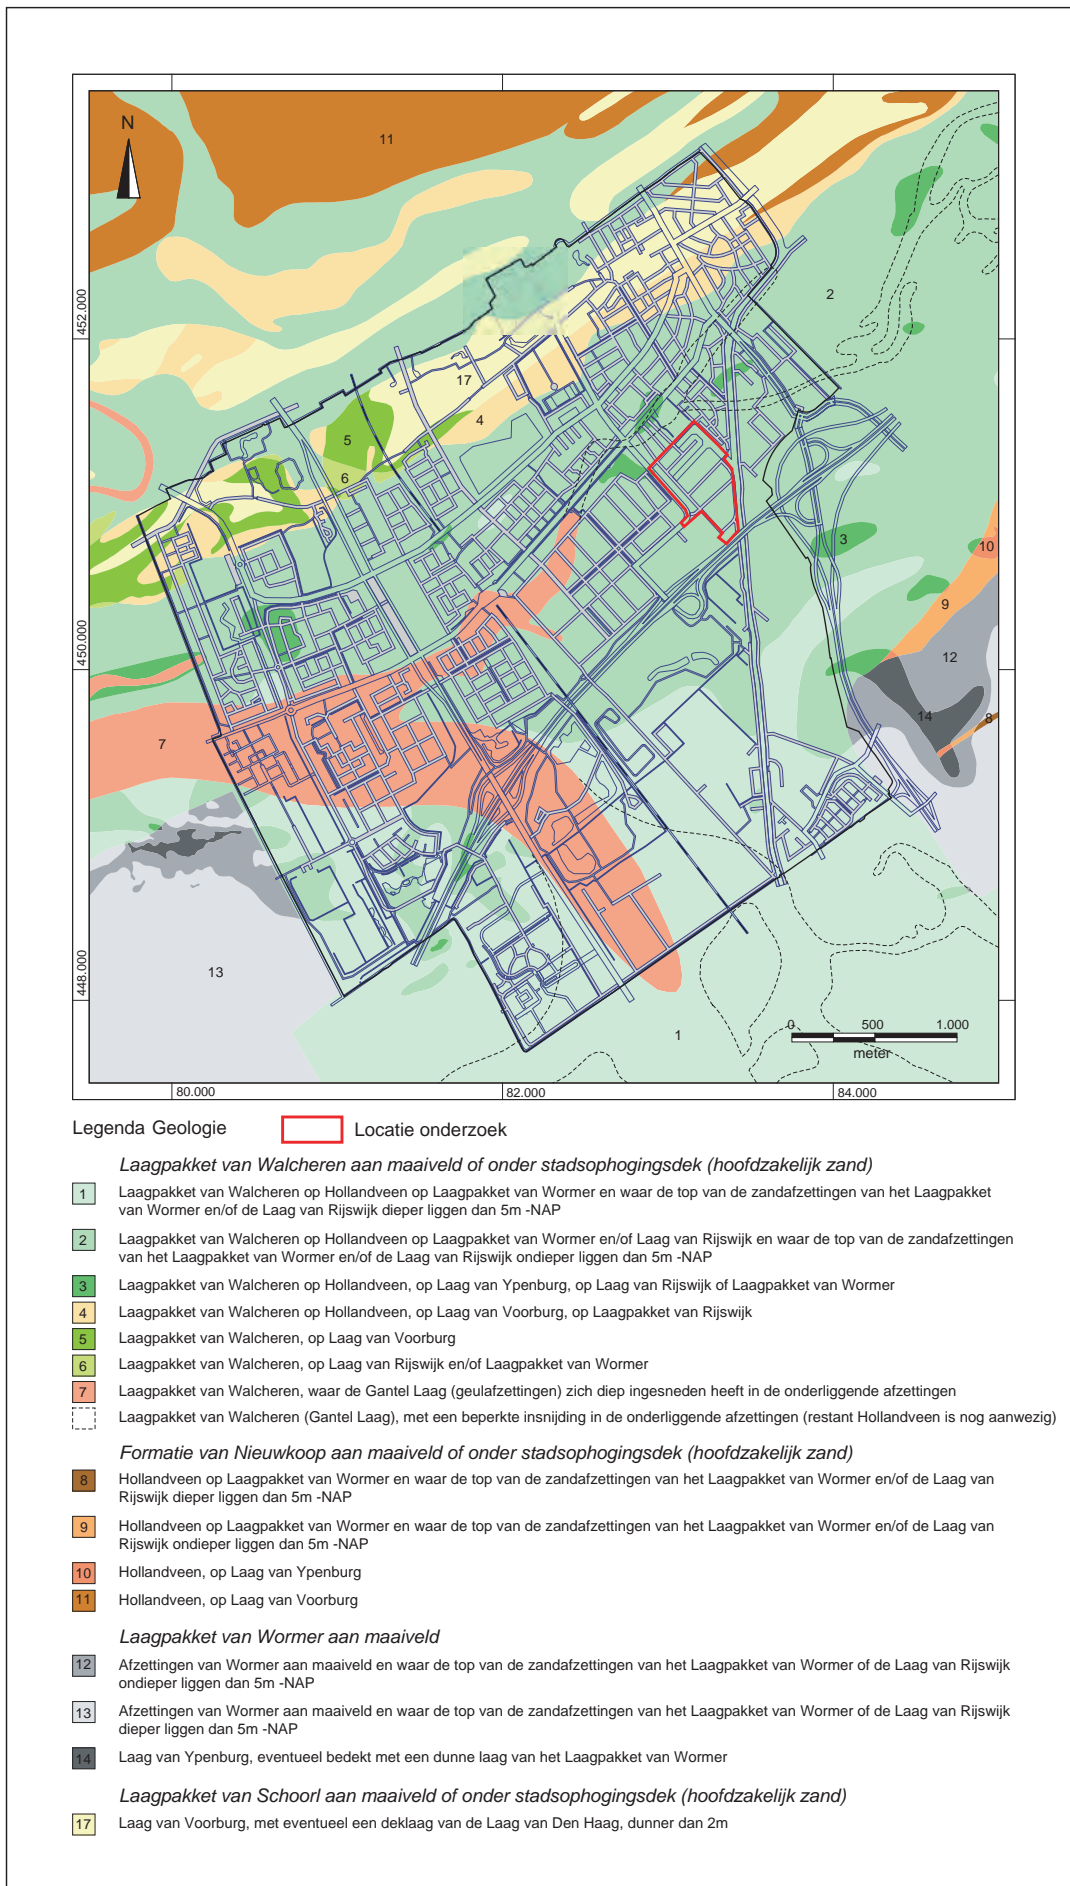 N
11
2
452.000
17
4
5
6
3
10
9
450.000
12
14
8
7
13
448.000
1
0 500 1.000
meter
80.000 82.000 84.000
Legenda Geologie Locatie onderzoek
Laagpakket van Walcheren aan maaiveld of onder stadsophogingsdek (hoofdzakelijk zand)
1 Laagpakket van Walcheren op Hollandveen op Laagpakket van Wormer en waar de top van de zandafzettingen van het Laagpakket
van Wormer en/of de Laag van Rijswijk dieper liggen dan 5m -NAP
2 Laagpakket van Walcheren op Hollandveen op Laagpakket van Wormer en/of Laag van Rijswijk en waar de top van de zandafzettingen
van het Laagpakket van Wormer en/of de Laag van Rijswijk ondieper liggen dan 5m -NAP
3 Laagpakket van Walcheren op Hollandveen, op Laag van Ypenburg, op Laag van Rijswijk of Laagpakket van Wormer
4 Laagpakket van Walcheren op Hollandveen, op Laag van Voorburg, op Laagpakket van Rijswijk
5 Laagpakket van Walcheren, op Laag van Voorburg
6 Laagpakket van Walcheren, op Laag van Rijswijk en/of Laagpakket van Wormer
7 Laagpakket van Walcheren, waar de Gantel Laag (geulafzettingen) zich diep ingesneden heeft in de onderliggende afzettingen
Laagpakket van Walcheren (Gantel Laag), met een beperkte insnijding in de onderliggende afzettingen (restant Hollandveen is nog aanwezig)
Formatie van Nieuwkoop aan maaiveld of onder stadsophogingsdek (hoofdzakelijk zand)
8 Hollandveen op Laagpakket van Wormer en waar de top van de zandafzettingen van het Laagpakket van Wormer en/of de Laag van
Rijswijk dieper liggen dan 5m -NAP
9 Hollandveen op Laagpakket van Wormer en waar de top van de zandafzettingen van het Laagpakket van Wormer en/of de Laag van
Rijswijk ondieper liggen dan 5m -NAP
10 Hollandveen, op Laag van Ypenburg
11 Hollandveen, op Laag van Voorburg
Laagpakket van Wormer aan maaiveld
12 Afzettingen van Wormer aan maaiveld en waar de top van de zandafzettingen van het Laagpakket van Wormer of de Laag van Rijswijk
ondieper liggen dan 5m -NAP
13 Afzettingen van Wormer aan maaiveld en waar de top van de zandafzettingen van het Laagpakket van Wormer of de Laag van Rijswijk
dieper liggen dan 5m -NAP
14 Laag van Ypenburg, eventueel bedekt met een dunne laag van het Laagpakket van Wormer
Laagpakket van Schoorl aan maaiveld of onder stadsophogingsdek (hoofdzakelijk zand)
17 Laag van Voorburg, met eventueel een deklaag van de Laag van Den Haag, dunner dan 2m